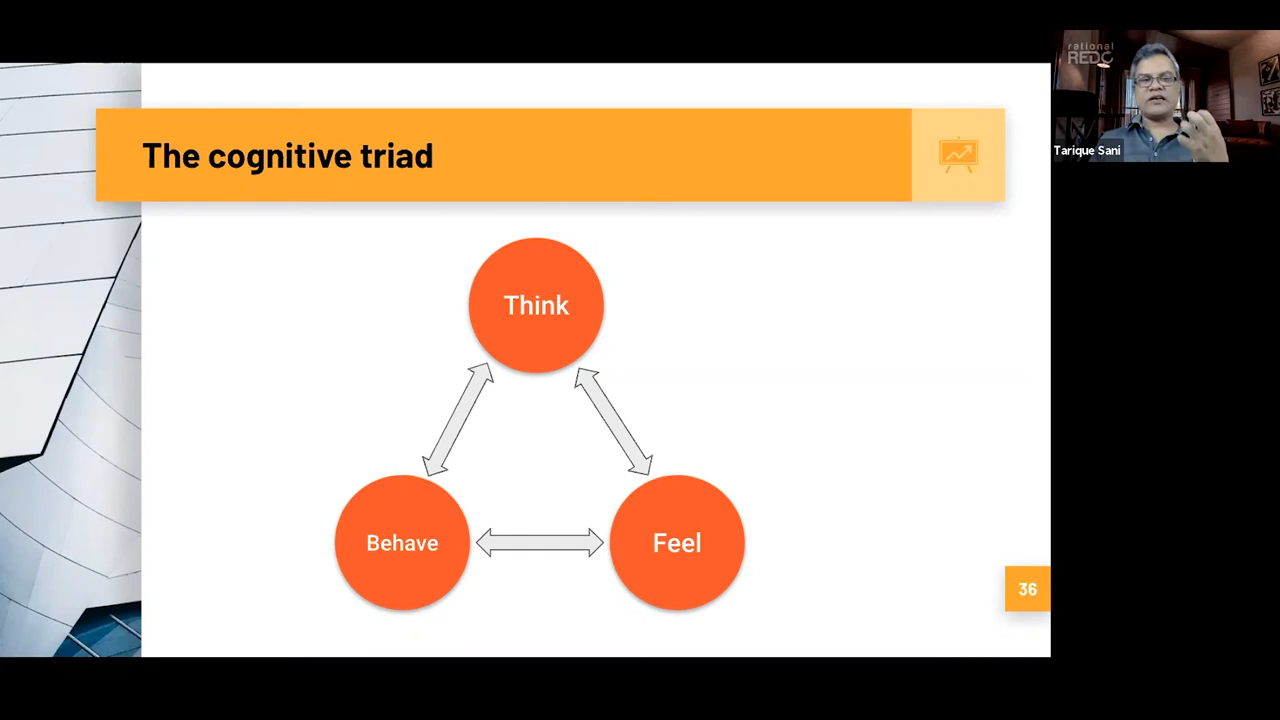 The cognitive triad
Think
Behave
Feel
36
rational
REDC
Tarique Sani